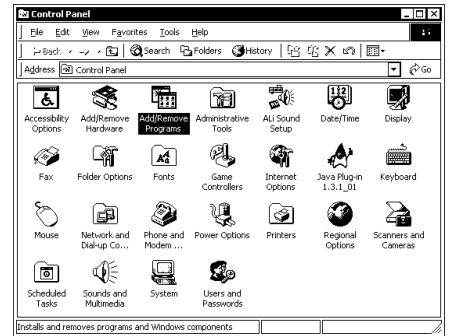 Control Panel
File Edit View Favorites Tools Help
Back Search Folders History
Address Control Panel Go
Accessibility Options
Add/Remove Hardware
Add/Remove Programs
Administrative Tools
ALi Sound Setup
Date/Time
Display
Fax
Folder Options
Fonts
Game Controllers
Internet Options
Java Plug-in 1.3.1_01
Keyboard
Mouse
Network and Dial-up Co...
Phone and Modem ...
Power Options
Printers
Regional Options
Scanners and Cameras
Scheduled Tasks
Sounds and Multimedia
System
Users and Passwords
Installs and removes programs and Windows components